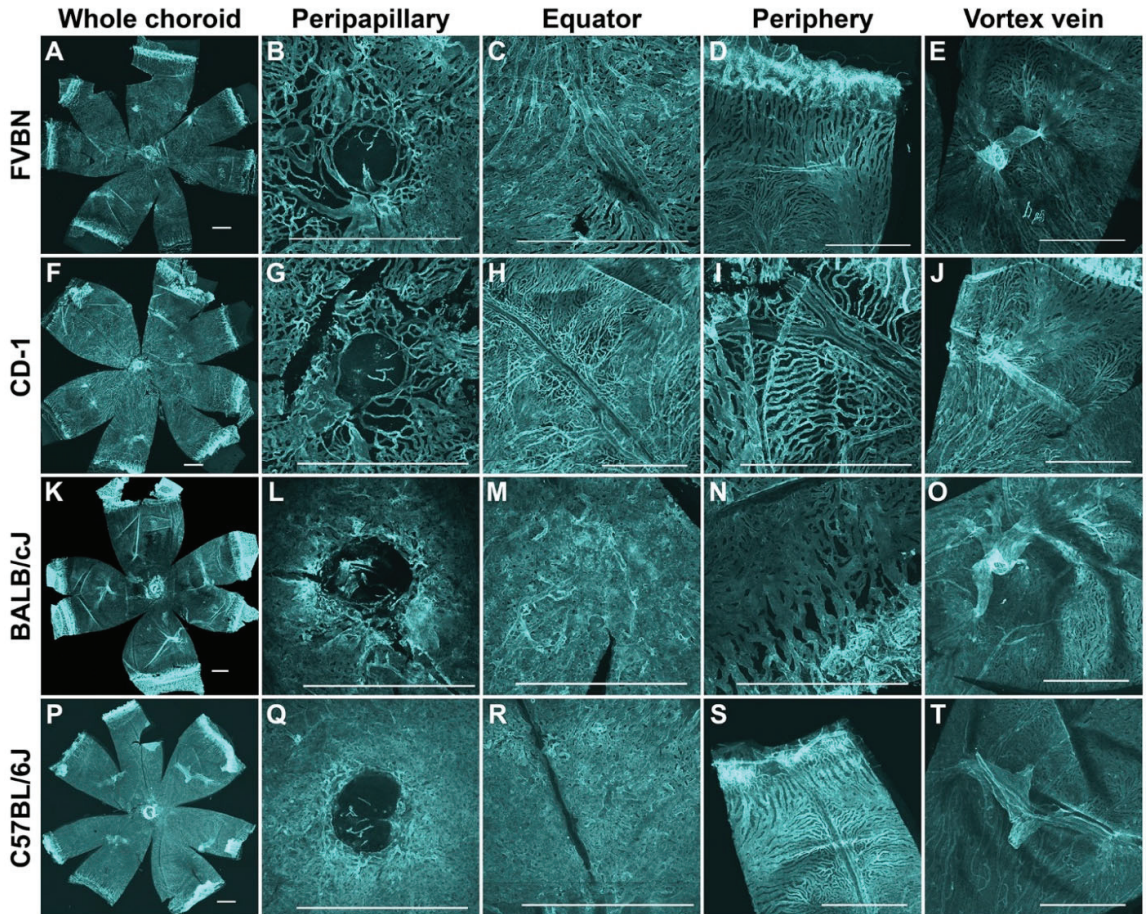 Whole choroid Peripapillary Equator Periphery Vortex vein
FVBN A B C D E
CD-1 F G H I J
BALB/cJ K L M N O
C57BL/6J P Q R S T